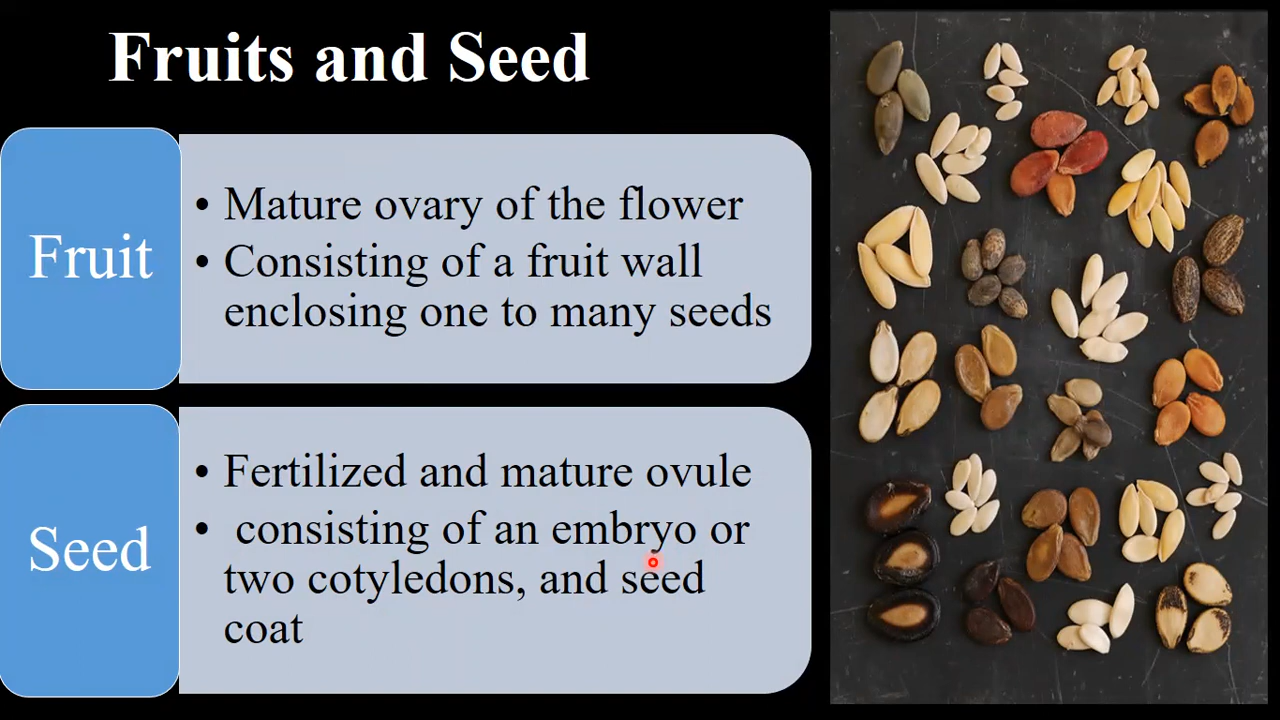 Fruits and Seed
Fruit
• Mature ovary of the flower
• Consisting of a fruit wall
enclosing one to many seeds
Seed
• Fertilized and mature ovule
• consisting of an embryo or
two cotyledons, and seed
coat